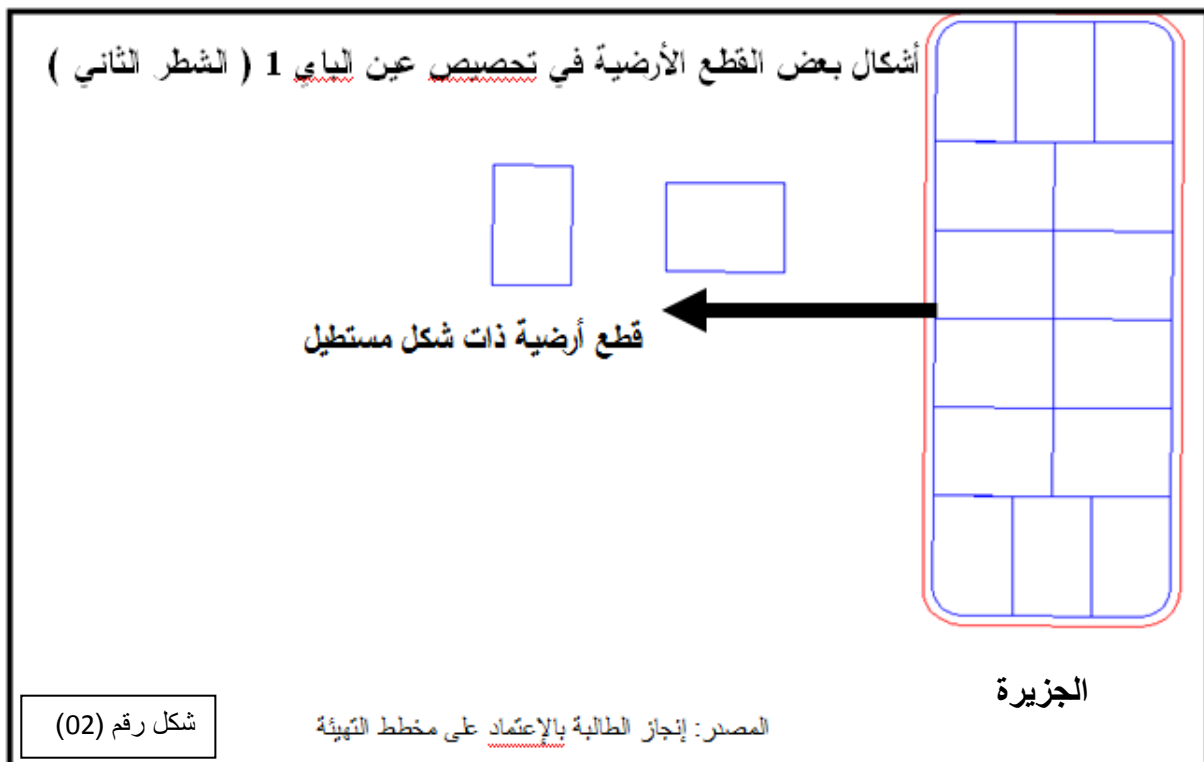 أشكال بعض القطع الأرضية في تحصيص عين الباي 1 ( الشطر الثاني )
قطع أرضية ذات شكل مستطيل
الجزيرة
المصدر: إنجاز الطالبة بالإعتماد على مخطط التهيئة
شكل رقم (02)